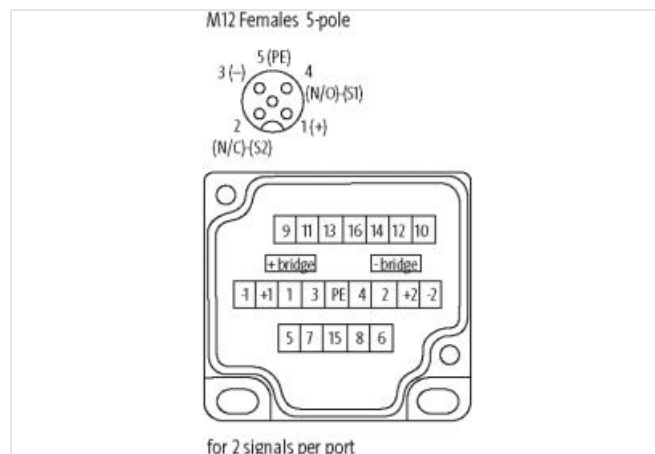 M12 Females 5-pole
5 (PE)
3 (–) 4
(N/O)-(S1)
2 1 (+)
(N/C)-(S2)
9 11 13 16 14 12 10
+ bridge - bridge
-1 +1 1 3 PE 4 2 +2 -2
5 7 15 8 6
for 2 signals per port